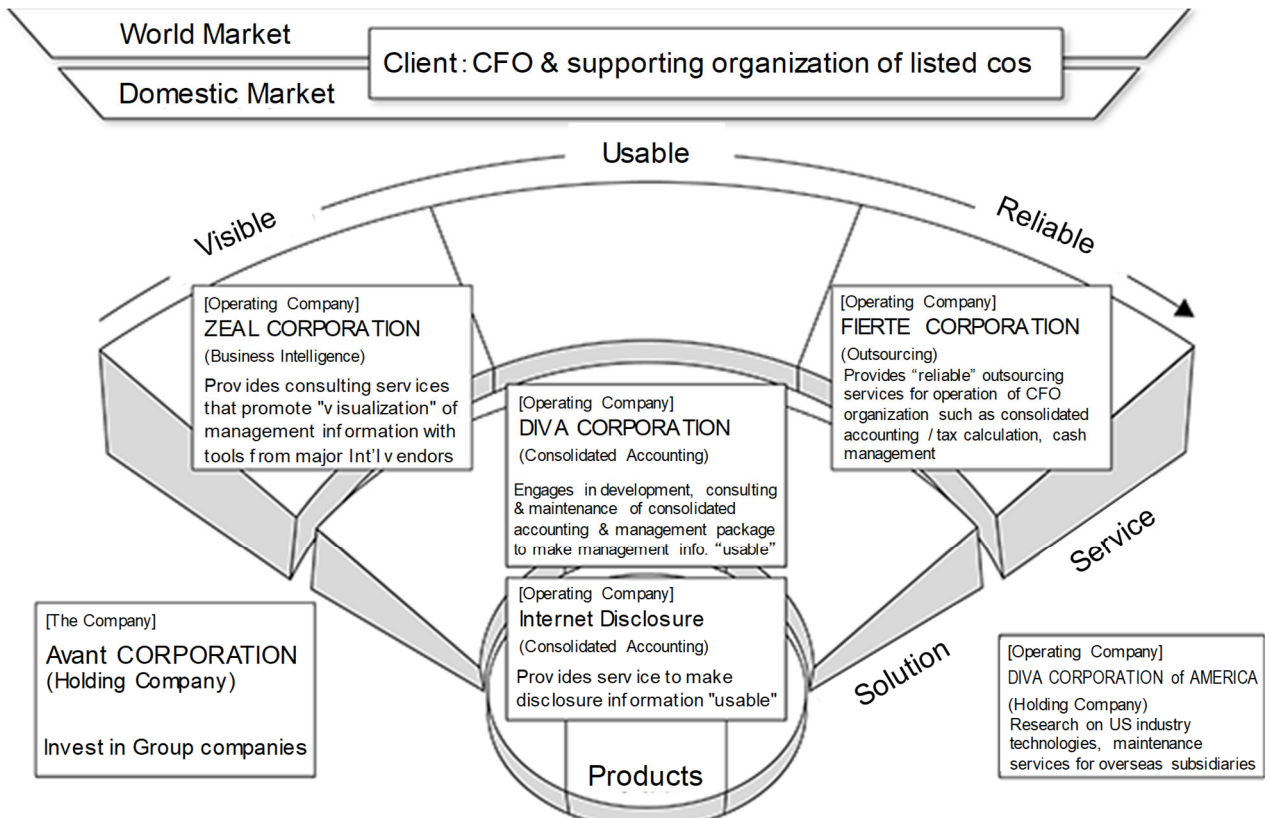 World Market
Client : CFO & supporting organization of listed cos
Domestic Market
Usable
Visible
Reliable
[Operating Company]
ZEAL CORPORATION
(Business Intelligence)
Provides consulting services
that promote "visualization" of
management information with
tools from major Int'l vendors
[Operating Company]
DIVA CORPORATION
(Consolidated Accounting)
Engages in development, consulting
& maintenance of consolidated
accounting & management package
to make management info. “usable”
[Operating Company]
FIERTE CORPORATION
(Outsourcing)
Provides “reliable” outsourcing
services for operation of CFO
organization such as consolidated
accounting / tax calculation, cash
management
[Operating Company]
Internet Disclosure
(Consolidated Accounting)
Provides service to make
disclosure information "usable"
Service
Solution
Products
[The Company]
Avant CORPORATION
(Holding Company)
Invest in Group companies
[Operating Company]
DIVA CORPORATION of AMERICA
(Holding Company)
Research on US industry
technologies, maintenance
services for overseas subsidiaries